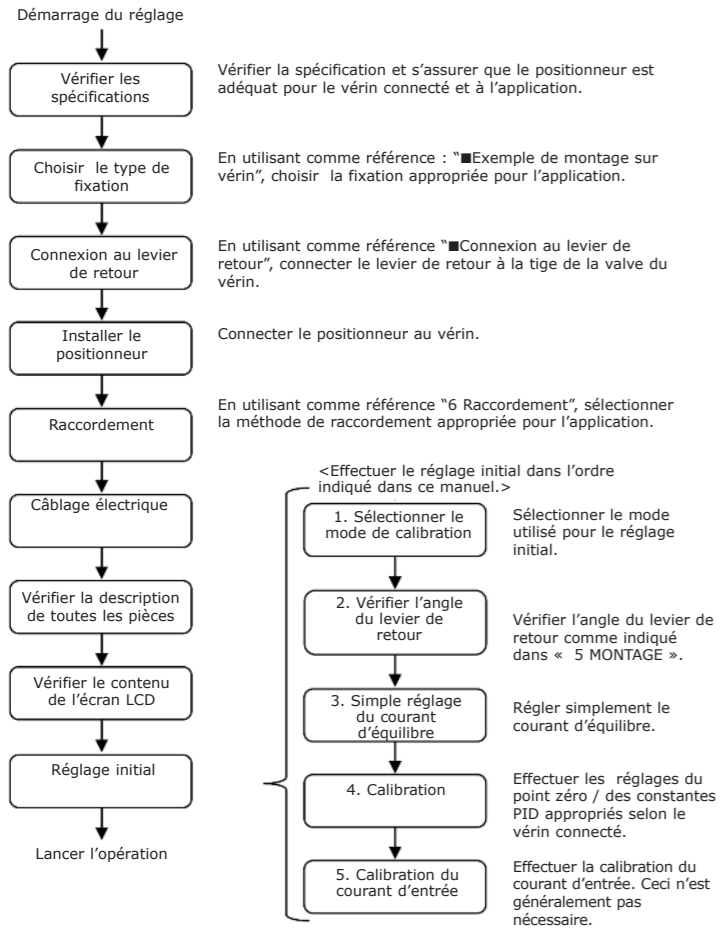 Démarrage du réglage
Vérifier les
spécifications
Vérifier la spécification et s’assurer que le positionneur est
adéquat pour le vérin connecté et à l’application.
Choisir le type de
fixation
En utilisant comme référence : “■Exemple de montage sur
vérin”, choisir la fixation appropriée pour l’application.
Connexion au levier
de retour
En utilisant comme référence “■Connexion au levier de
retour”, connecter le levier de retour à la tige de la valve du
vérin.
Installer le
positionneur
Connecter le positionneur au vérin.
Raccordement
En utilisant comme référence “6 Raccordement”, sélectionner
la méthode de raccordement appropriée pour l’application.
Câblage électrique
Vérifier la description
de toutes les pièces
Vérifier le contenu
de l’écran LCD
Réglage initial
Lancer l’opération
<Effectuer le réglage initial dans l’ordre
indiqué dans ce manuel.>
1. Sélectionner le
mode de calibration
Sélectionner le mode
utilisé pour le réglage
initial.
2. Vérifier l’angle
du levier de
retour
Vérifier l’angle du levier de
retour comme indiqué
dans « 5 MONTAGE ».
3. Simple réglage
du courant
d’équilibre
Régler simplement le
courant d’équilibre.
4. Calibration
Effectuer les réglages du
point zéro / des constantes
PID appropriés selon le
vérin connecté.
5. Calibration du
courant d’entrée
Effectuer la calibration du
courant d’entrée. Ceci n’est
généralement pas
nécessaire.